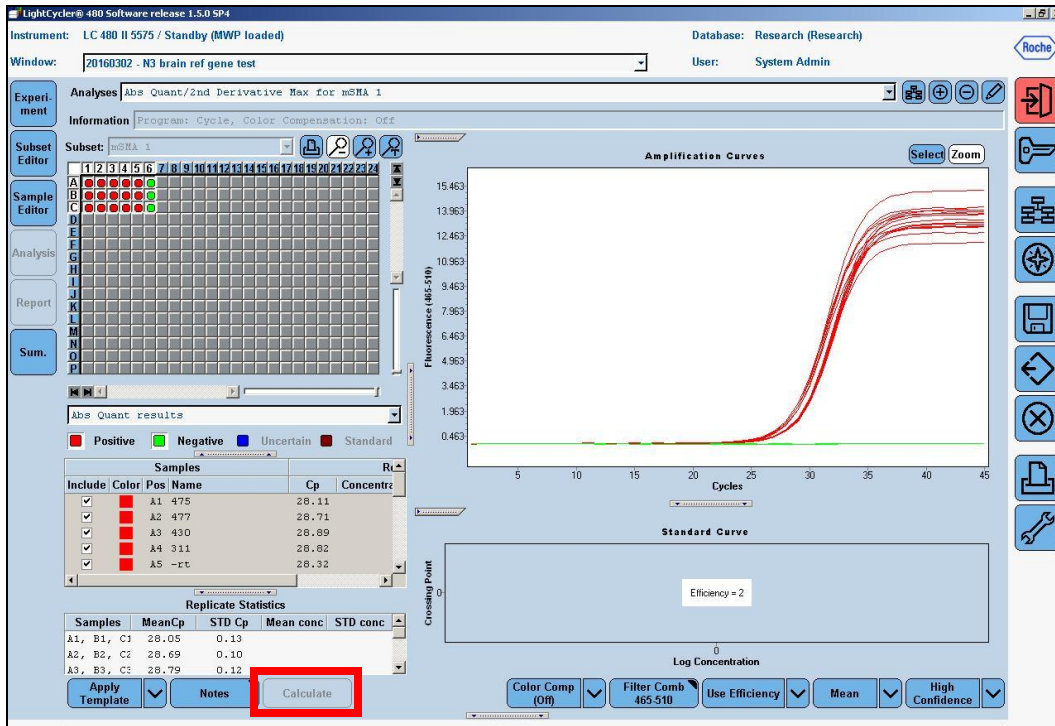 LightCycler® 480 Software release 1.5.0 SP4
Instrument: LC 480 II 5575 / Standby (MWP loaded) Database: Research (Research)
Roche
Window: 20160302 - N3 brain ref gene test User: System Admin
Experi-
ment
Subset
Editor
Sample
Editor
Analysis
Report
Sum.
Analyses Abs Quant/2nd Derivative Max for mSMA 1
Information Program: Cycle, Color Compensation: Off
Subset: mSMA 1
1 2 3 4 5 6 7 8 9 10 11 12 13 14 15 16 17 18 19 20 21 22 23 24
A
B
C
D
E
F
G
H
I
J
K
L
M
N
O
P
Abs Quant results
Positive Negative Uncertain Standard
Samples Re
Include Color Pos Name Cp Concentra
A1 475 28.11
A2 477 28.71
A3 430 28.89
A4 311 28.82
A5 -rt 28.32
Replicate Statistics
Samples MeanCp STD Cp Mean conc STD conc
A1, B1, C1 28.05 0.13
A2, B2, C2 28.69 0.10
A3, B3, C3 28.79 0.12
Apply
Template
Notes
Calculate
Amplification Curves
Select Zoom
Fluorescence (465-510)
15.463
13.963
12.463
10.963
9.463
7.963
6.463
4.963
3.463
1.963
0.463
5 10 15 20 25 30 35 40 45
Cycles
Standard Curve
Crossing Point
0
Efficiency = 2
0
Log Concentration
Color Comp
(Off)
Filter Comb
465-510
Use Efficiency
Mean
High
Confidence